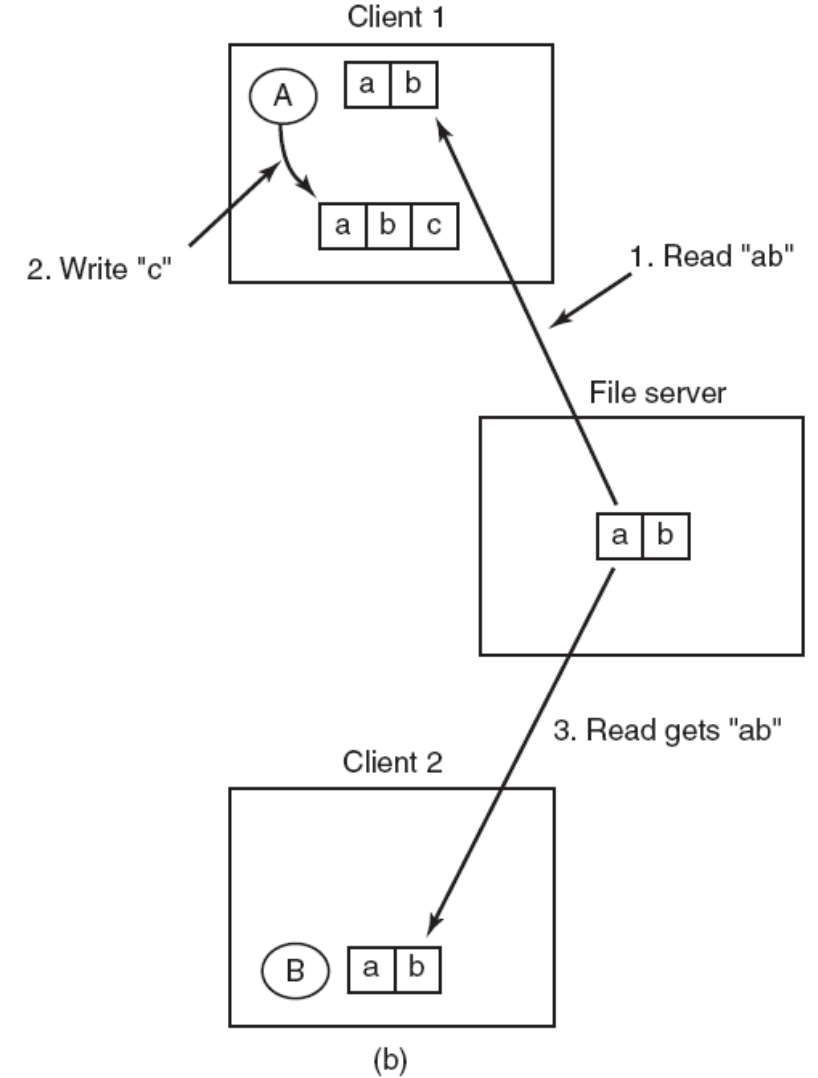 Client 1
A
a b
a b c
2. Write "c"
1. Read "ab"
File server
a b
3. Read gets "ab"
Client 2
B
a b
(b)